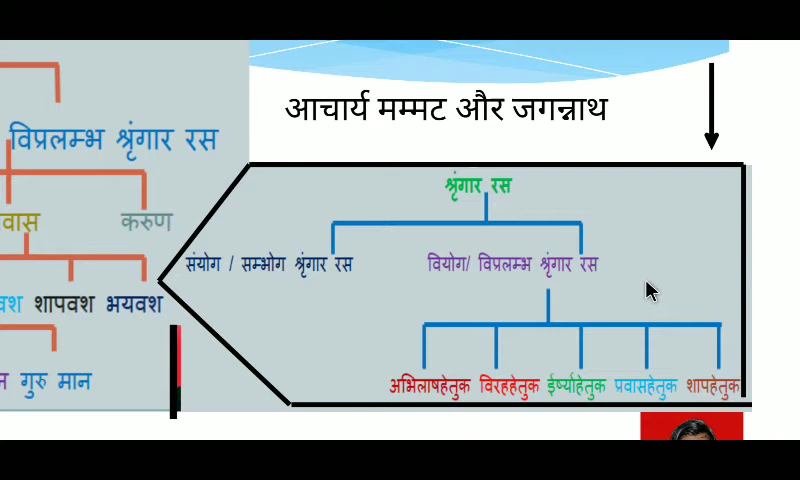 आचार्य मम्मट और जगन्नाथ
विप्रलम्भ श्रृंगार रस
श्रृंगार रस
वास करुण
संयोग / सम्भोग श्रृंगार रस वियोग/ विप्रलम्भ श्रृंगार रस
वश शापवश भयवश
गुरु मान
अभिलाषहेतुक विरहहेतुक ईर्ष्याहेतुक प्रवासहेतुक शापहेतुक